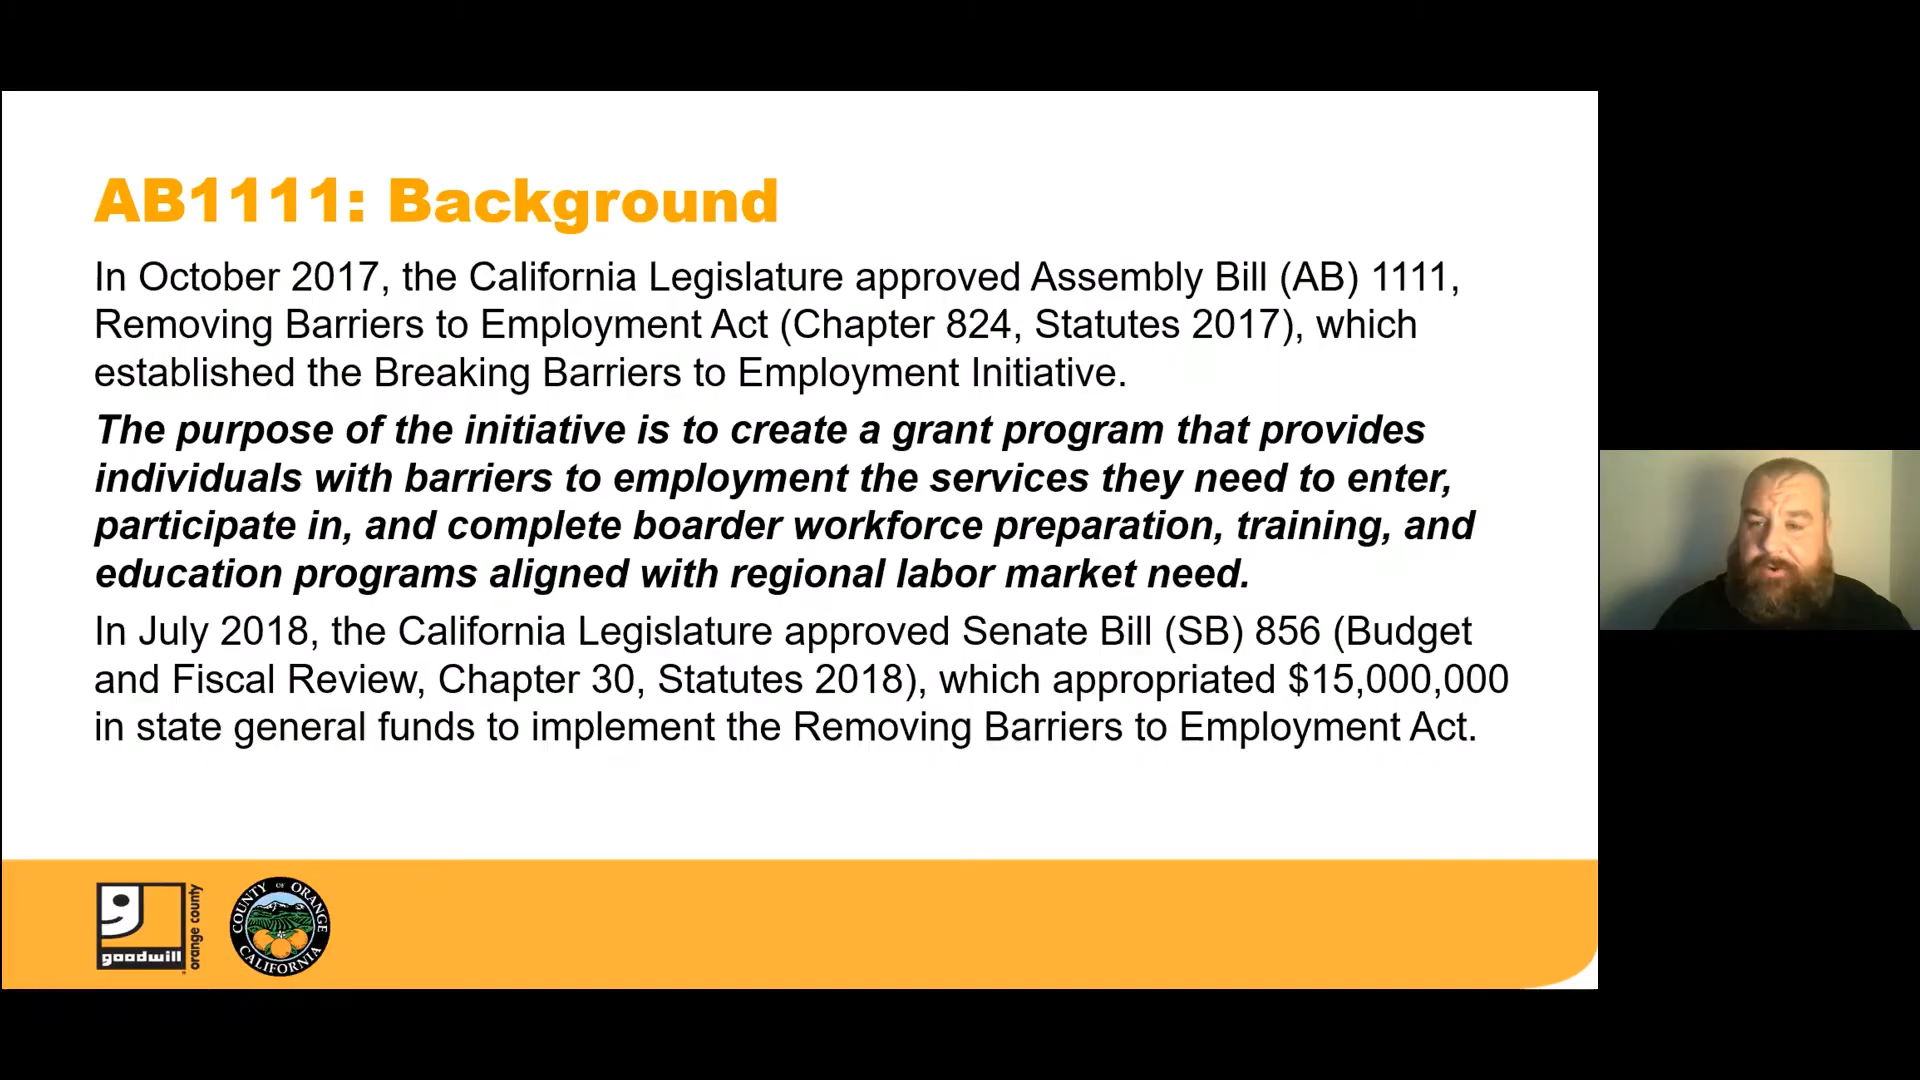 AB1111: Background
In October 2017, the California Legislature approved Assembly Bill (AB) 1111,
Removing Barriers to Employment Act (Chapter 824, Statutes 2017), which
established the Breaking Barriers to Employment Initiative.
The purpose of the initiative is to create a grant program that provides
individuals with barriers to employment the services they need to enter,
participate in, and complete boarder workforce preparation, training, and
education programs aligned with regional labor market need.
In July 2018, the California Legislature approved Senate Bill (SB) 856 (Budget
and Fiscal Review, Chapter 30, Statutes 2018), which appropriated $15,000,000
in state general funds to implement the Removing Barriers to Employment Act.
goodwill
orange county
COUNTY OF ORANGE
CALIFORNIA